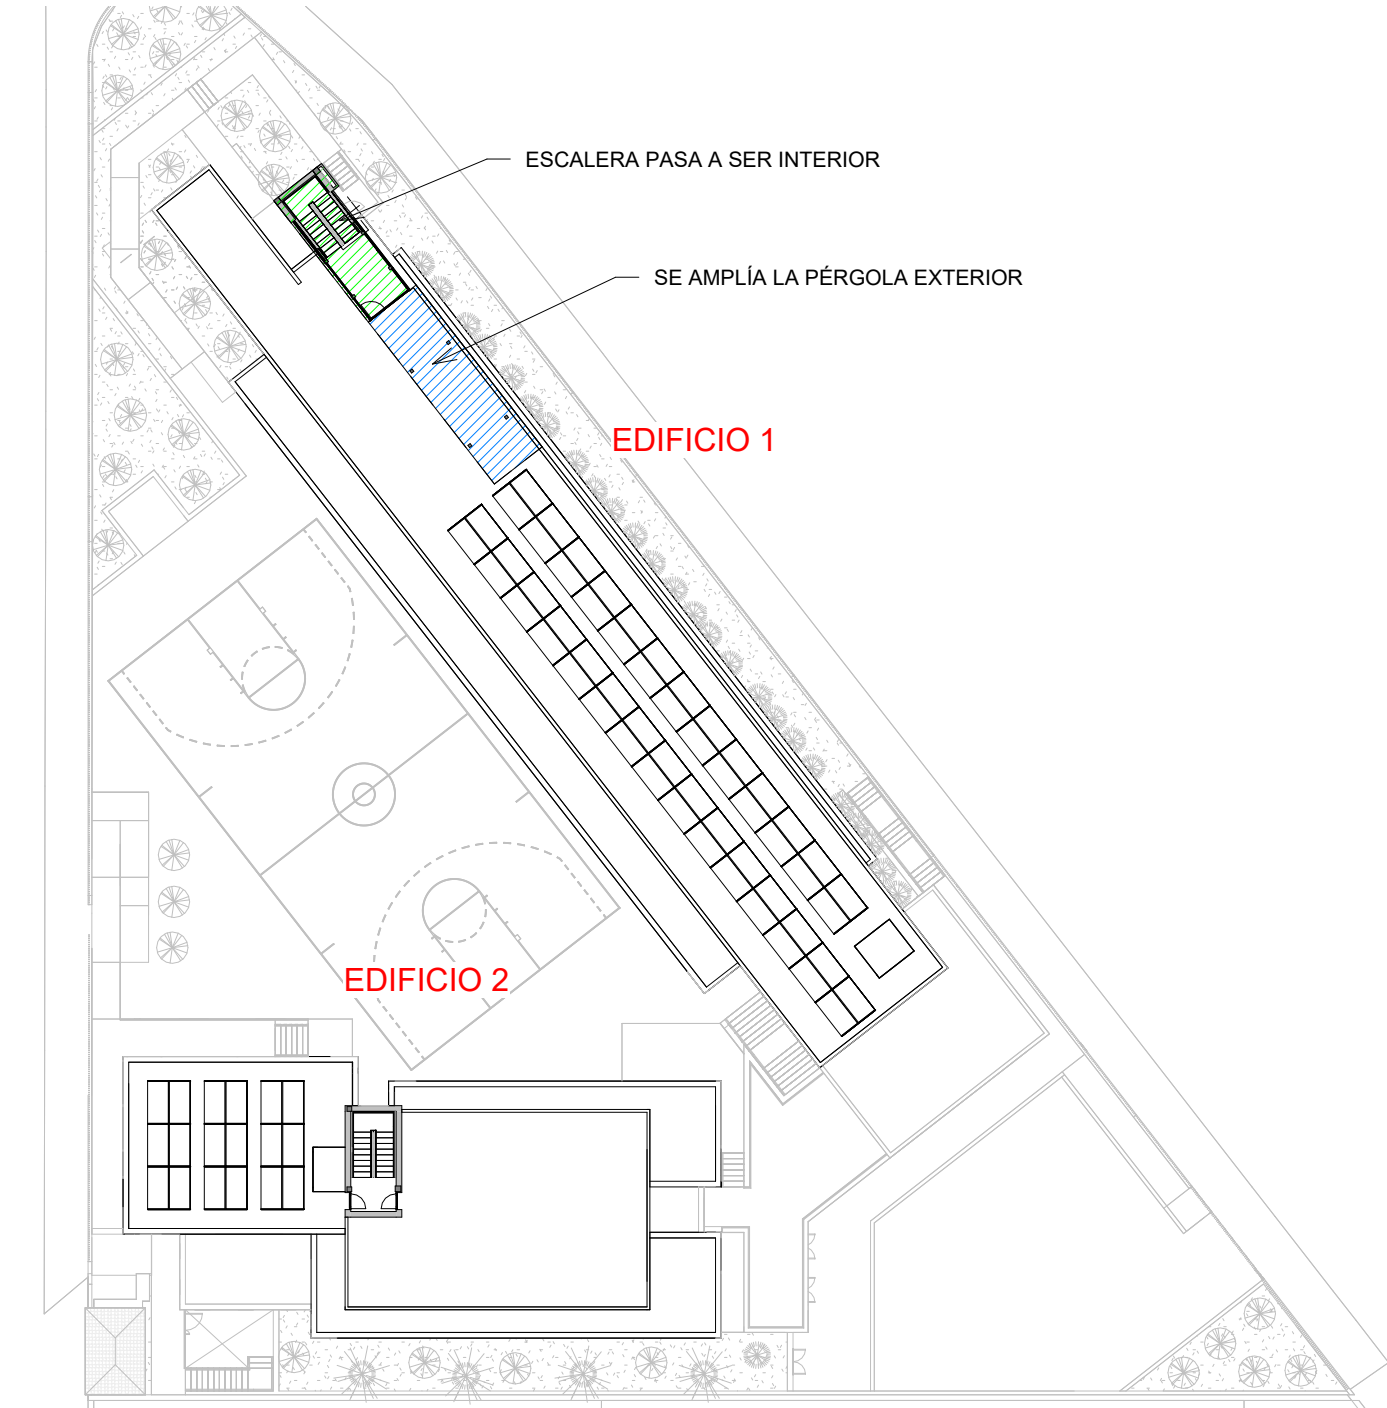 ESCALERA PASA A SER INTERIOR
SE AMPLÍA LA PÉRGOLA EXTERIOR
EDIFICIO 1
EDIFICIO 2